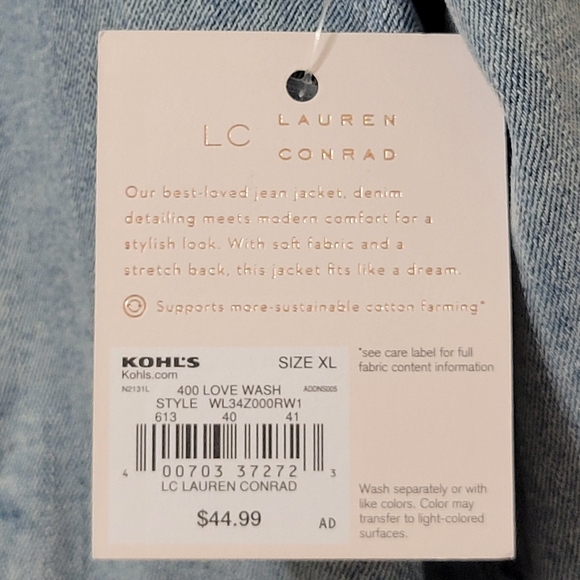 LC LAUREN
CONRAD
Our best-loved jean jacket, denim
detailing meets modern comfort for a
stylish look. With soft fabric and a
stretch back, this jacket fits like a dream.
Supports more-sustainable cotton farming*
KOHL'S SIZE XL
Kohls.com
N2131L 400 LOVE WASH ADDNS005
STYLE WL34Z000RW1
613 40 41
4 00703 37272 3
LC LAUREN CONRAD
$44.99 AD
*see care label for full
fabric content information
Wash separately or with
like colors. Color may
transfer to light-colored
surfaces.